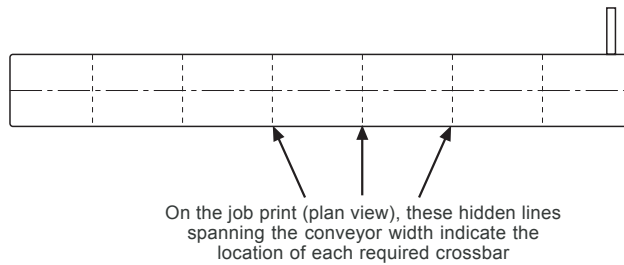 On the job print (plan view), these hidden lines
spanning the conveyor width indicate the
location of each required crossbar